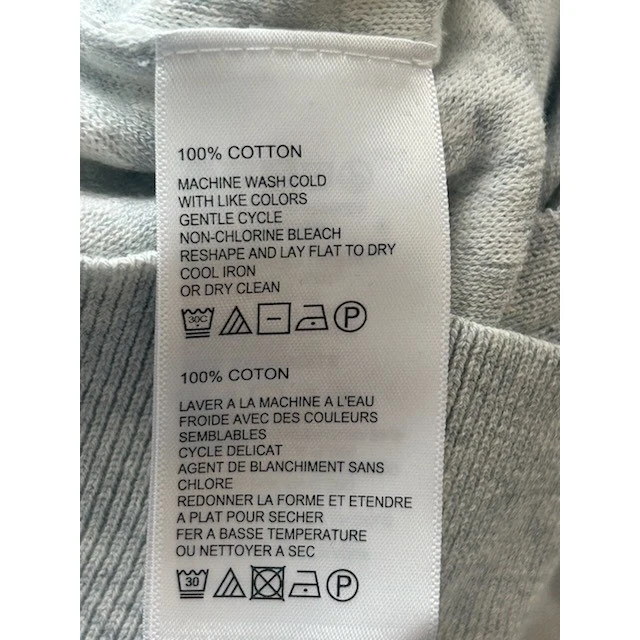 100% COTTON
MACHINE WASH COLD
WITH LIKE COLORS
GENTLE CYCLE
NON-CHLORINE BLEACH
RESHAPE AND LAY FLAT TO DRY
COOL IRON
OR DRY CLEAN
30C P
100% COTON
LAVER A LA MACHINE A L'EAU
FROIDE AVEC DES COULEURS
SEMBLABLES
CYCLE DELICAT
AGENT DE BLANCHIMENT SANS
CHLORE
REDONNER LA FORME ET ETENDRE
A PLAT POUR SECHER
FER A BASSE TEMPERATURE
OU NETTOYER A SEC
30 P